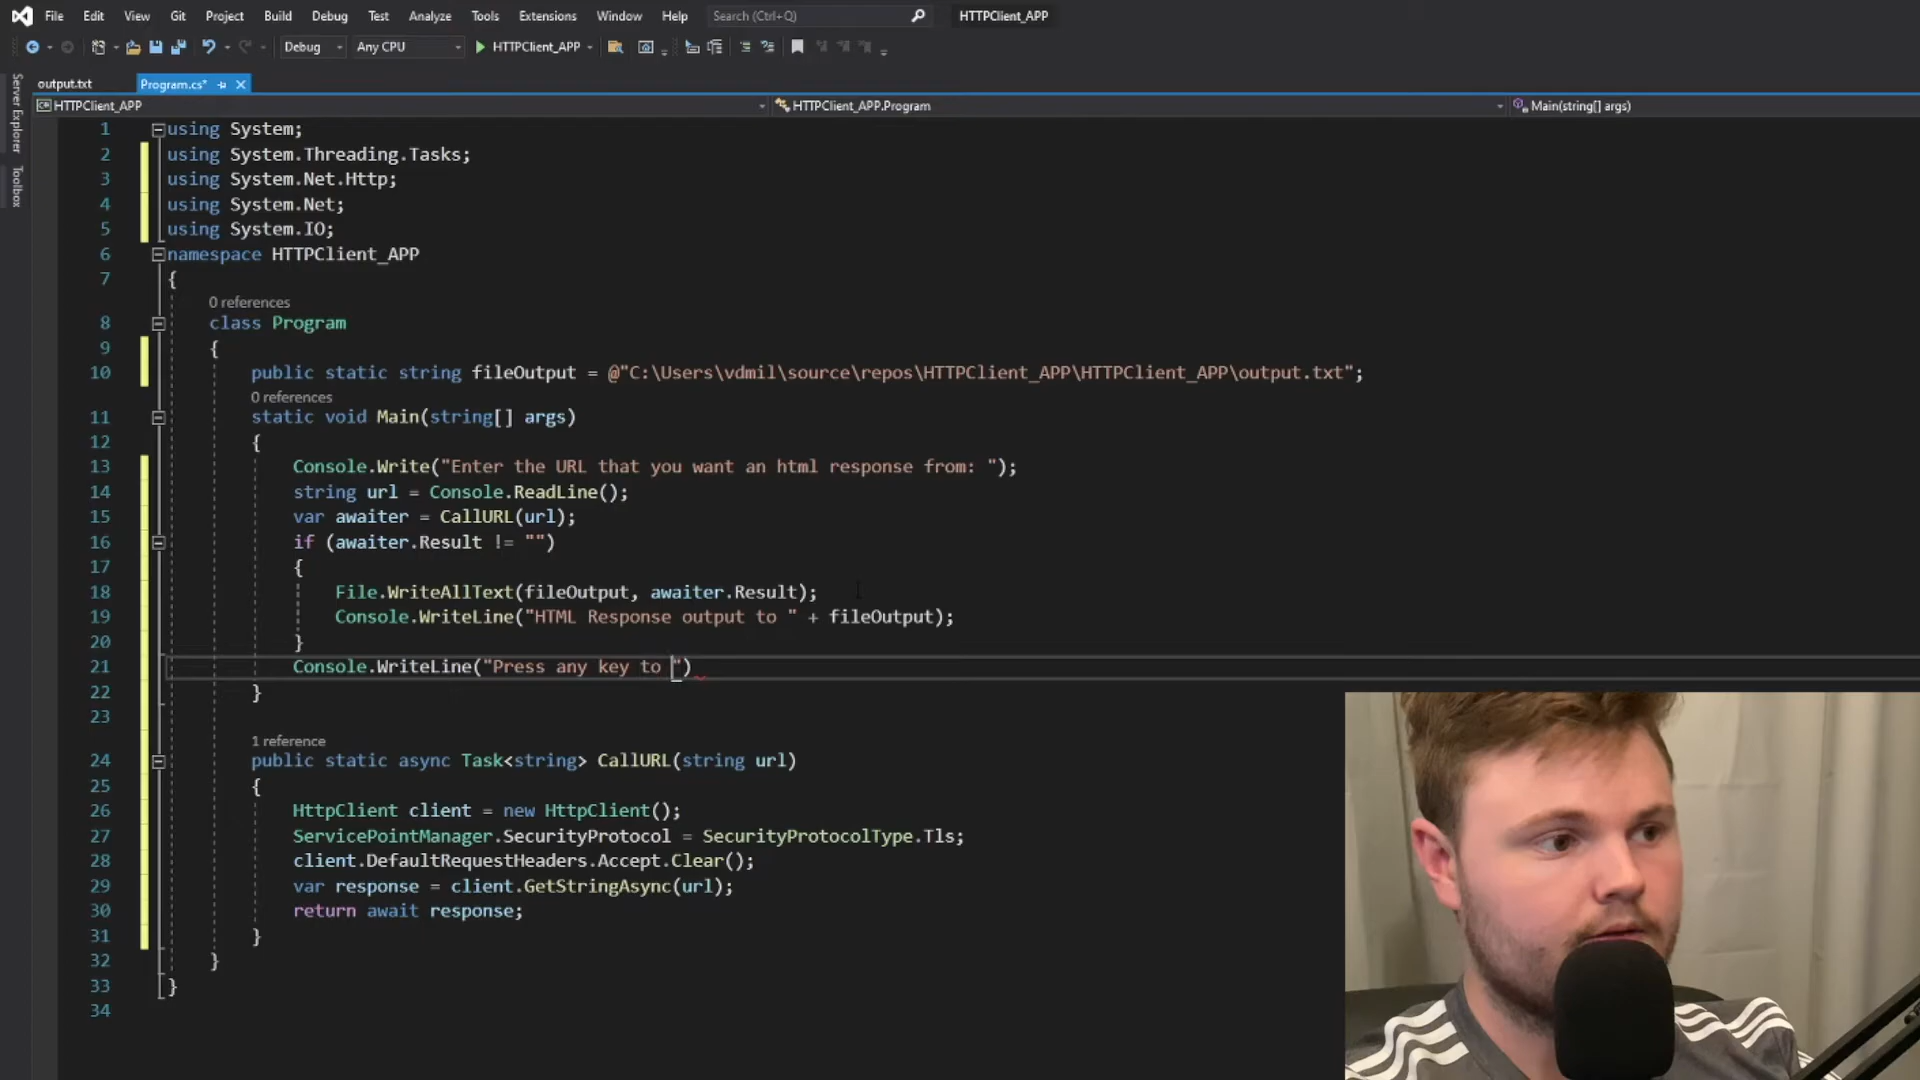 File Edit View Git Project Build Debug Test Analyze Tools Extensions Window Help Search (Ctrl+Q) HTTPClient_APP
Debug Any CPU HTTPClient_APP
output.txt Program.cs*
HTTPClient_APP HTTPClient_APP.Program Main(string[] args)
Server Explorer
Toolbox
1 using System;
2 using System.Threading.Tasks;
3 using System.Net.Http;
4 using System.Net;
5 using System.IO;
6 namespace HTTPClient_APP
7 {
0 references
8 class Program
9 {
10 public static string fileOutput = @"C:\Users\vdmil\source\repos\HTTPClient_APP\HTTPClient_APP\output.txt";
0 references
11 static void Main(string[] args)
12 {
13 Console.Write("Enter the URL that you want an html response from: ");
14 string url = Console.ReadLine();
15 var awaiter = CallURL(url);
16 if (awaiter.Result != "")
17 {
18 File.WriteAllText(fileOutput, awaiter.Result);
19 Console.WriteLine("HTML Response output to " + fileOutput);
20 }
21 Console.WriteLine("Press any key to ")
22 }
23
1 reference
24 public static async Task<string> CallURL(string url)
25 {
26 HttpClient client = new HttpClient();
27 ServicePointManager.SecurityProtocol = SecurityProtocolType.Tls;
28 client.DefaultRequestHeaders.Accept.Clear();
29 var response = client.GetStringAsync(url);
30 return await response;
31 }
32 }
33 }
34